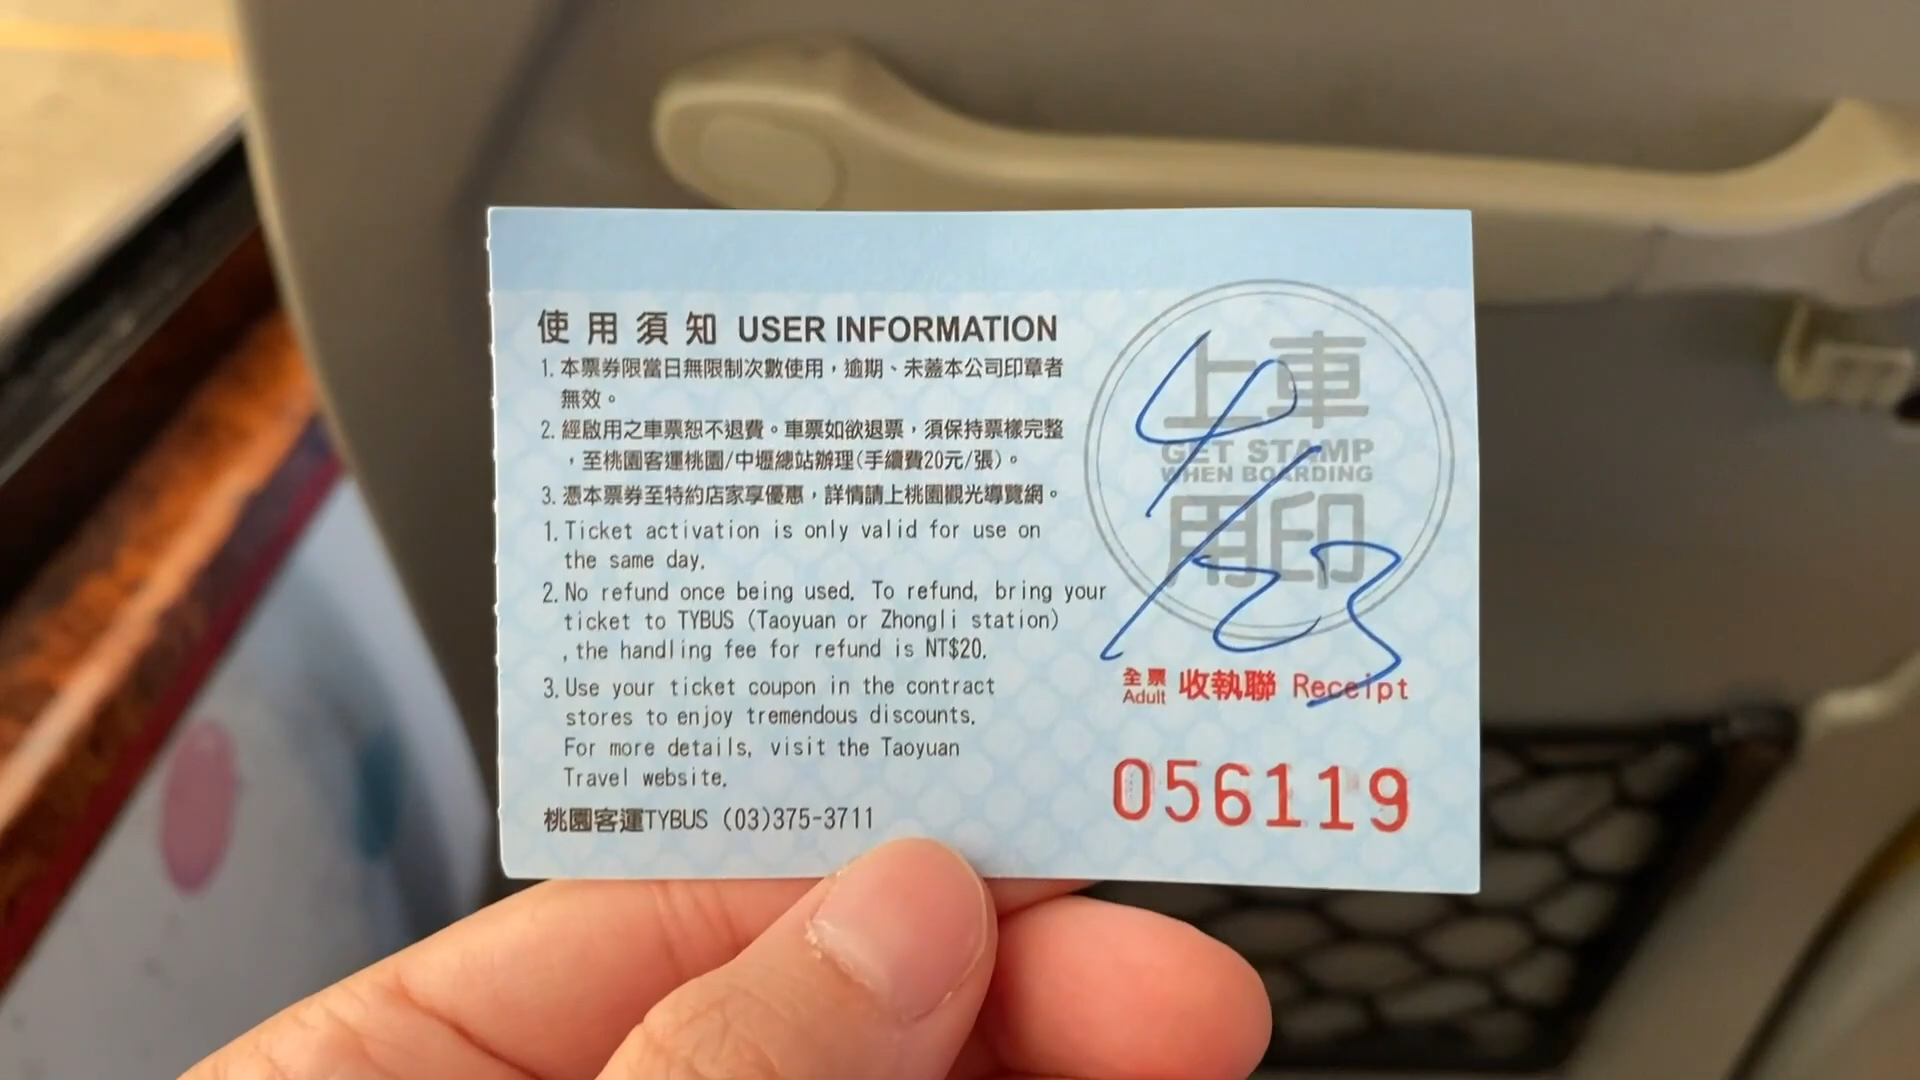 使用須知 USER INFORMATION
1. 本票券限當日無限制次數使用，逾期、未蓋本公司印章者
無效。
2. 經啟用之車票恕不退費。車票如欲退票，須保持票樣完整
，至桃園客運桃園/中壢總站辦理(手續費20元/張)。
3. 憑本票券至特約店家享優惠，詳情請上桃園觀光導覽網。
1. Ticket activation is only valid for use on
the same day.
2. No refund once being used. To refund, bring your
ticket to TYBUS (Taoyuan or Zhongli station)
,the handling fee for refund is NT$20.
3. Use your ticket coupon in the contract
stores to enjoy tremendous discounts.
For more details, visit the Taoyuan
Travel website.
桃園客運TYBUS (03)375-3711
上車
GET STAMP
WHEN BOARDING
用印
4/23
全票
Adult
收執聯 Receipt
056119